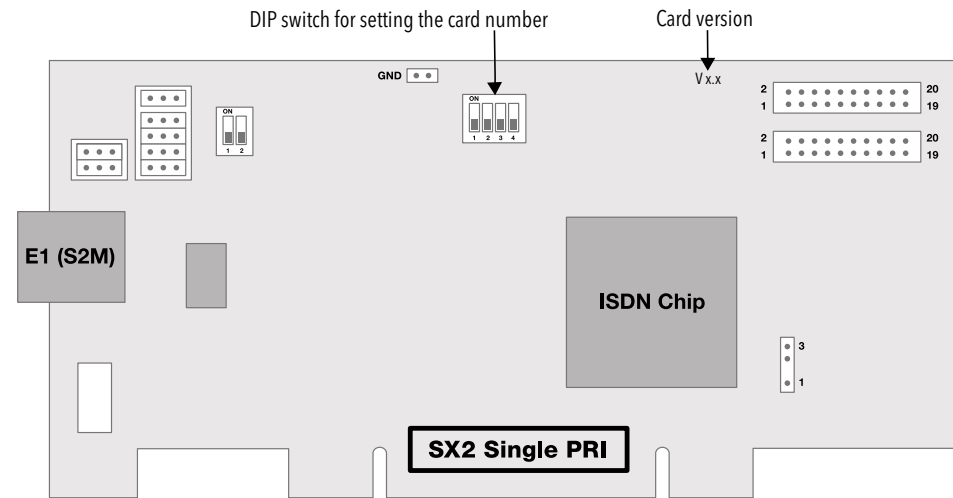 DIP switch for setting the card number
Card version
GND
V x.x
ON
1 2 3 4
ON
1 2
2 20
1 19
2 20
1 19
E1 (S2M)
ISDN Chip
3
1
SX2 Single PRI